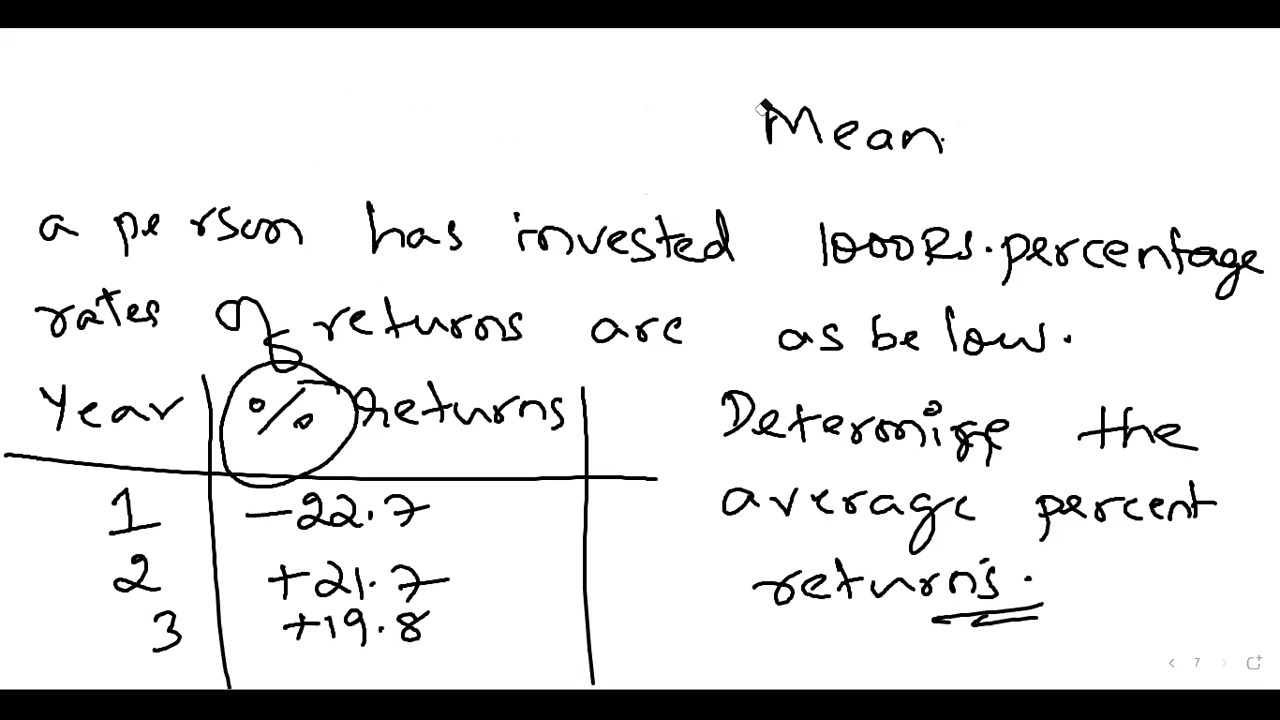 Mean
a person has invested 1000Rs. percentage
rates of returns are as below.
Year % returns
1 -22.7
2 +21.7
3 +19.8
Determine the
average percent
returns.
7